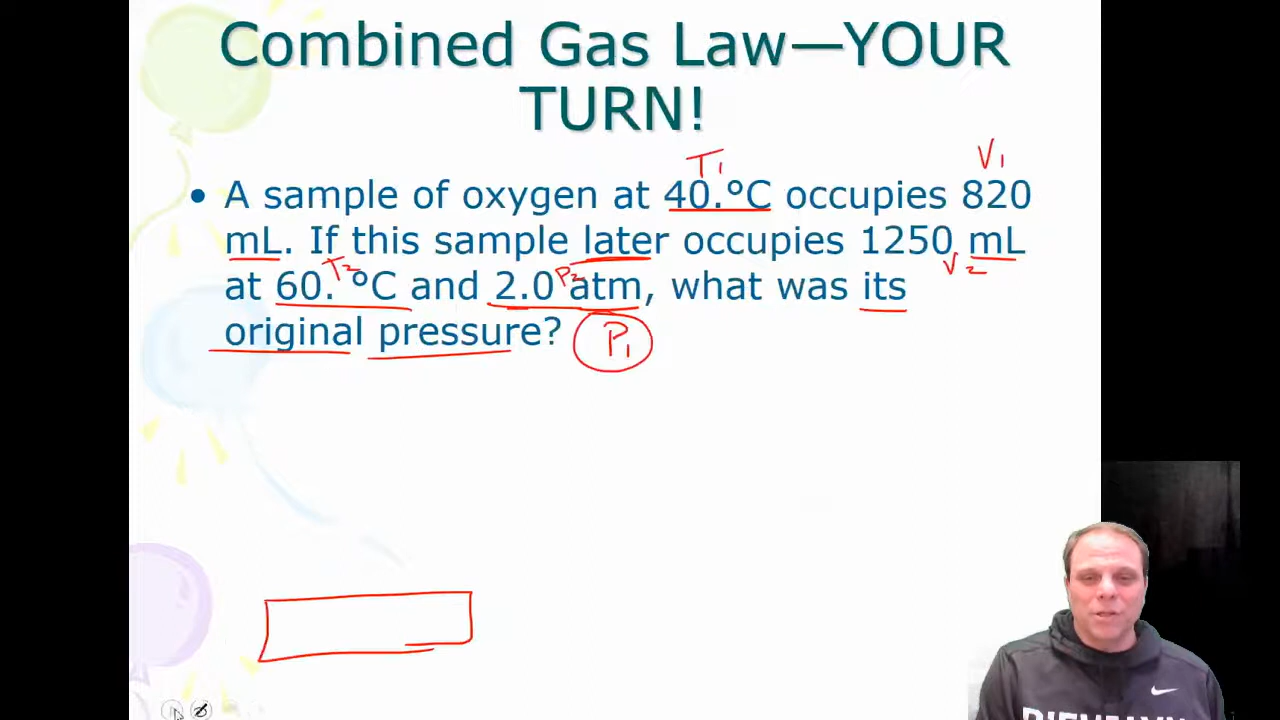 Combined Gas Law—YOUR
TURN!
T1
V1
• A sample of oxygen at 40.°C occupies 820
mL. If this sample later occupies 1250 mL
T2
P2
V2
at 60. °C and 2.0 atm, what was its
original pressure?
P1